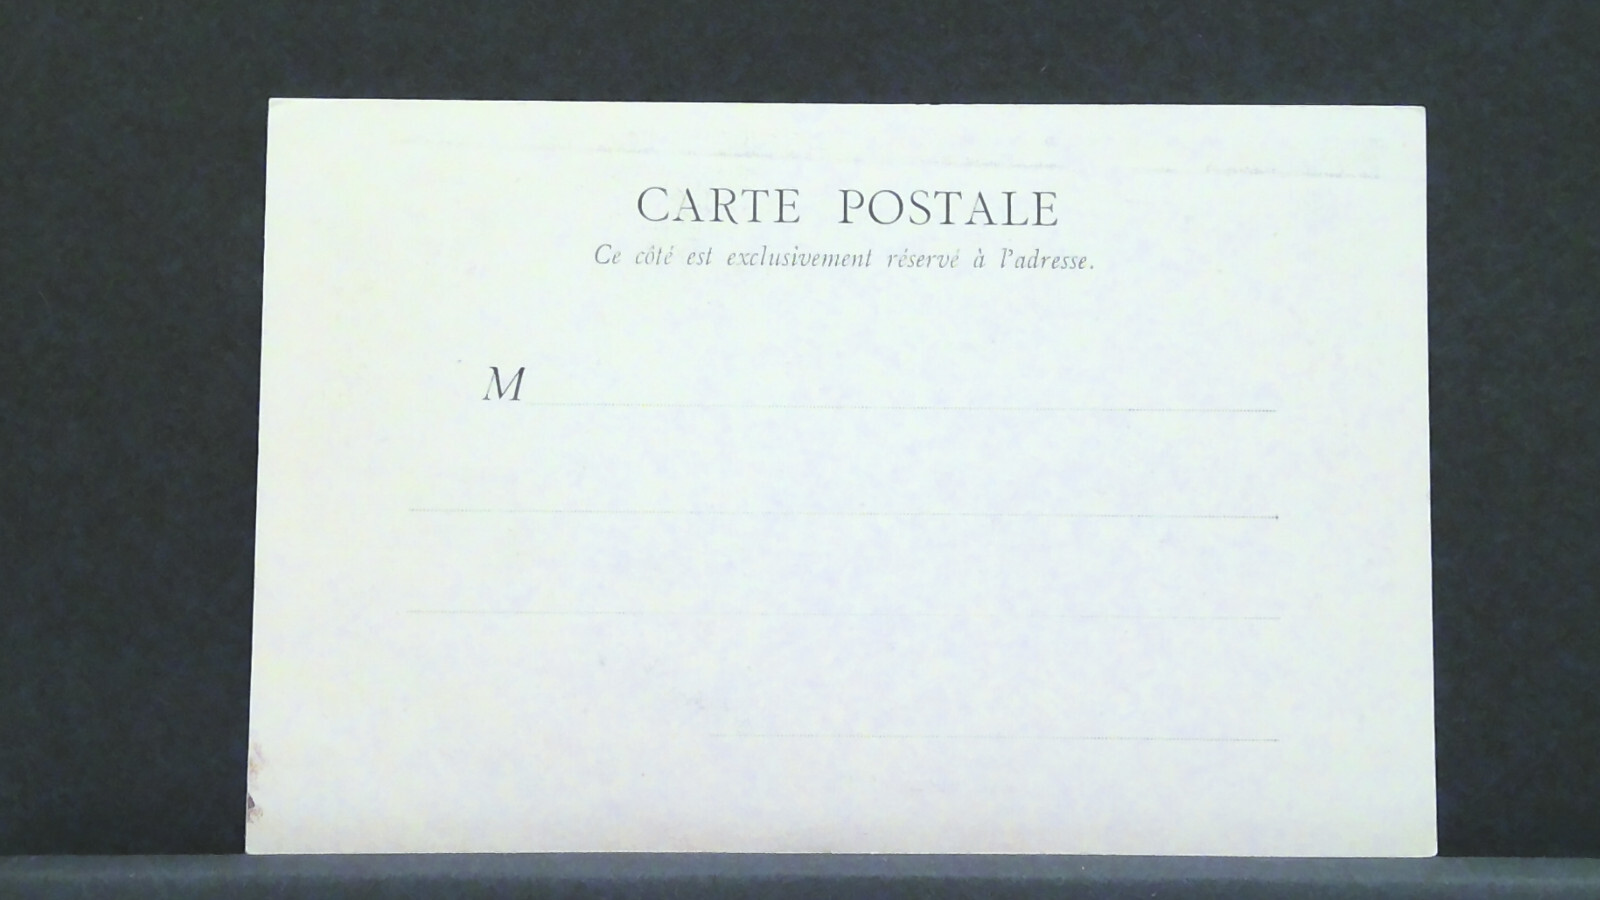 CARTE POSTALE
Ce côté est exclusivement réservé à l'adresse.
M